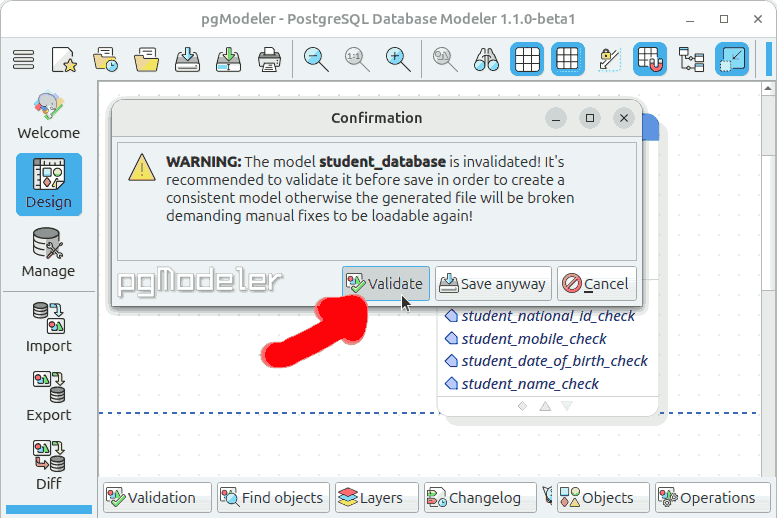 pgModeler - PostgreSQL Database Modeler 1.1.0-beta1
1:1
Welcome
Design
Manage
Import
Export
Diff
Confirmation
WARNING: The model student_database is invalidated! It's
recommended to validate it before save in order to create a
consistent model otherwise the generated file will be broken
demanding manual fixes to be loadable again!
pgModeler
Validate
Save anyway
Cancel
student_national_id_check
student_mobile_check
student_date_of_birth_check
student_name_check
Validation
Find objects
Layers
Changelog
Objects
Operations